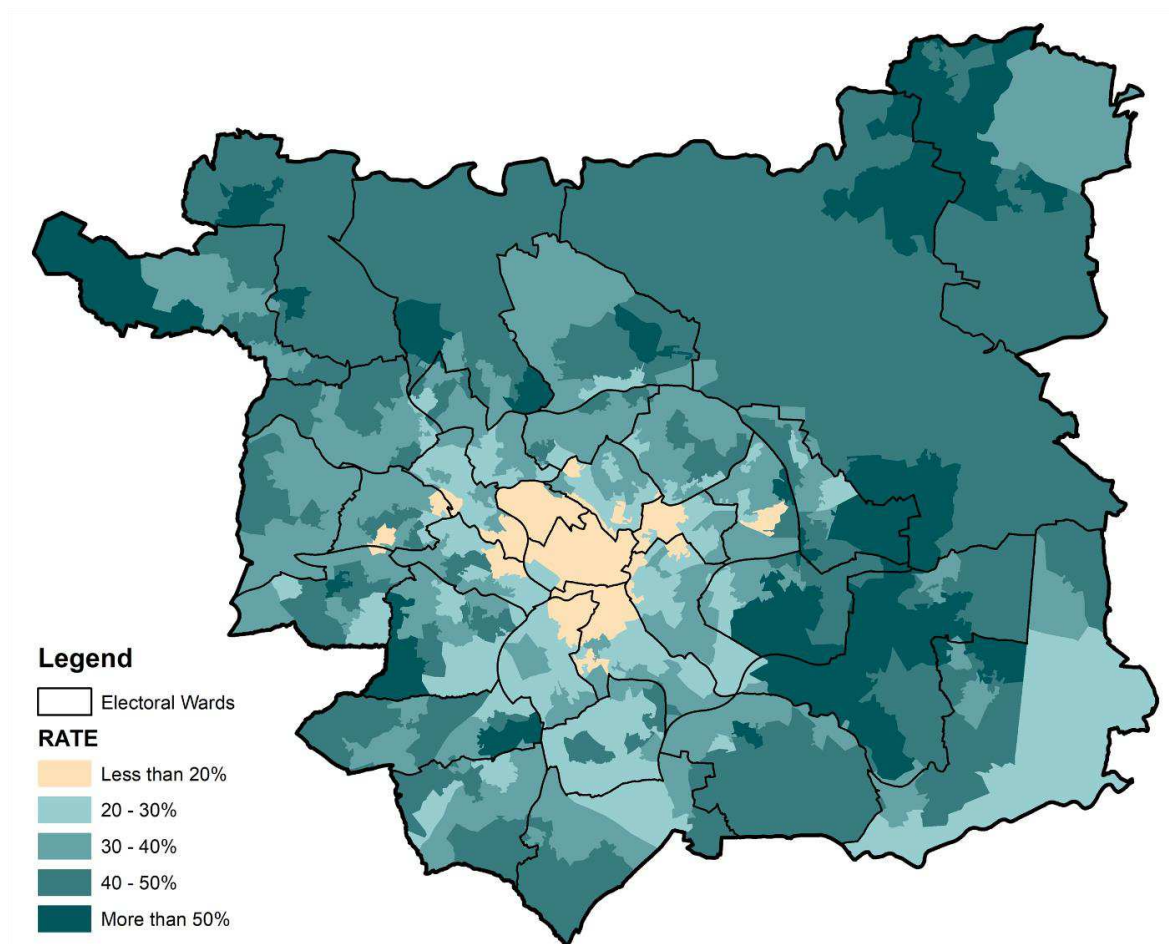 Legend
Electoral Wards
RATE
Less than 20%
20 - 30%
30 - 40%
40 - 50%
More than 50%